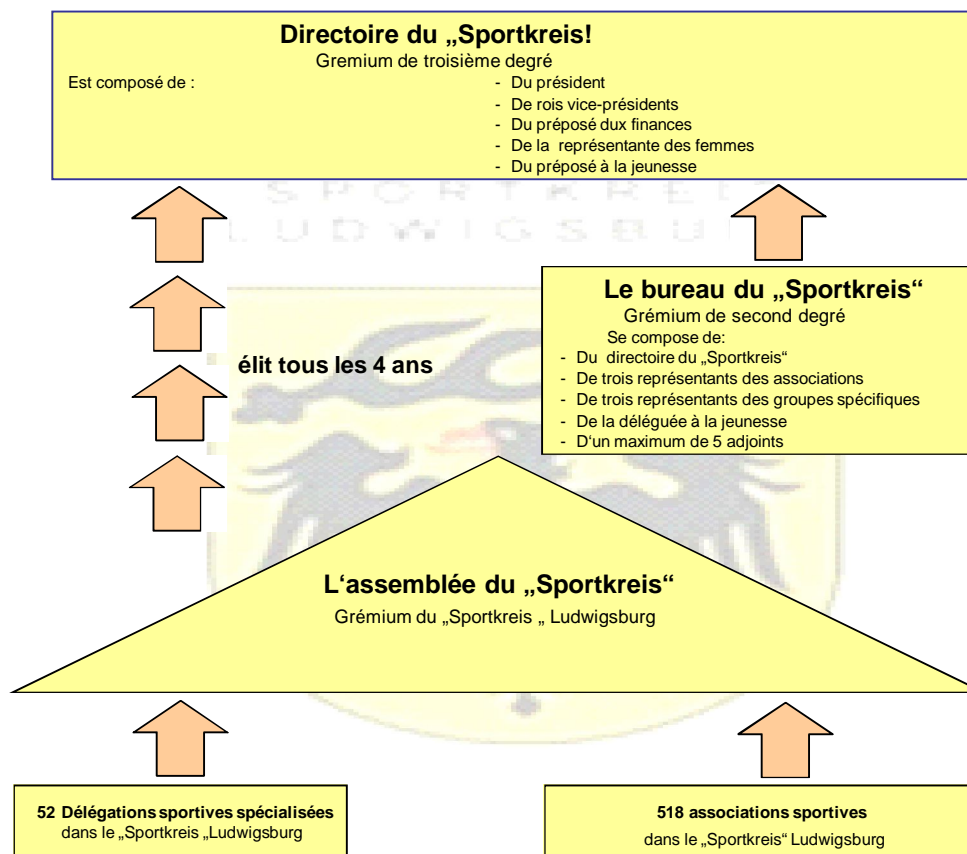 Directoire du „Sportkreis!
Gremium de troisième degré
Est composé de :
- Du président
- De rois vice-présidents
- Du préposé dux finances
- De la représentante des femmes
- Du préposé à la jeunesse
SPORTKREIS
LUDWIGSBU
Le bureau du „Sportkreis“
Grémium de second degré
Se compose de:
- Du directoire du „Sportkreis“
- De trois représentants des associations
- De trois représentants des groupes spécifiques
- De la déléguée à la jeunesse
- D‘un maximum de 5 adjoints
élit tous les 4 ans
L‘assemblée du „Sportkreis“
Grémium du „Sportkreis „ Ludwigsburg
52 Délégations sportives spécialisées
dans le „Sportkreis „Ludwigsburg
518 associations sportives
dans le „Sportkreis“ Ludwigsburg